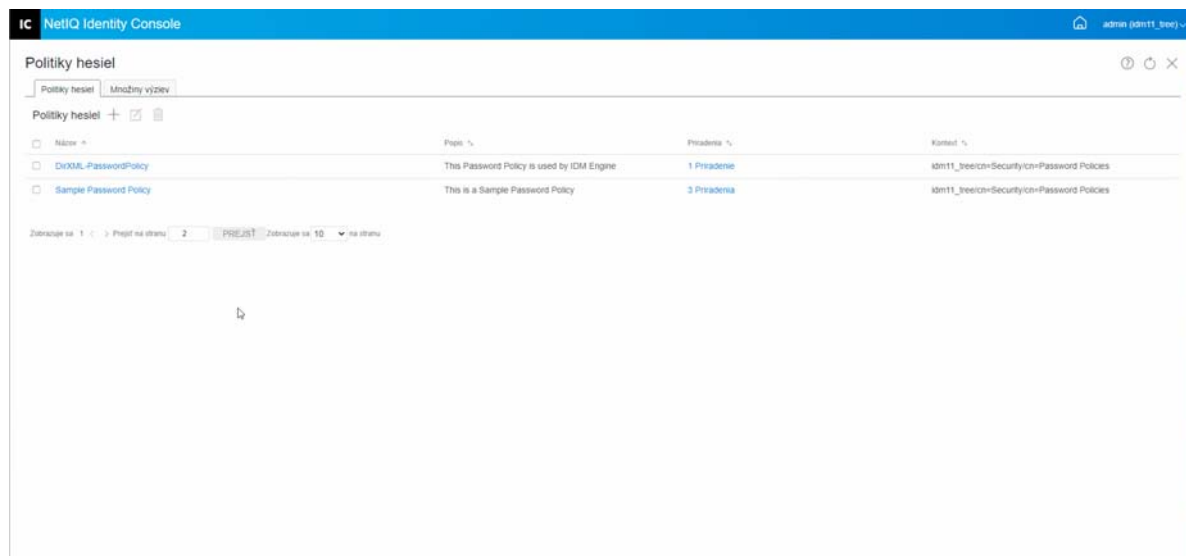 IC NetIQ Identity Console admin (idm11_tree)
Politiky hesiel
Politiky hesiel Množiny výziev
Politiky hesiel
Názov Popis Priradenia Kontext
DirXML-PasswordPolicy This Password Policy is used by IDM Engine 1 Priradenie idm11_tree/cn=Security/cn=Password Policies
Sample Password Policy This is a Sample Password Policy 3 Priradenia idm11_tree/cn=Security/cn=Password Policies
Zobrazuje sa 1 Prejsť na stranu 2 PREJSŤ Zobrazuje sa 10 na stranu